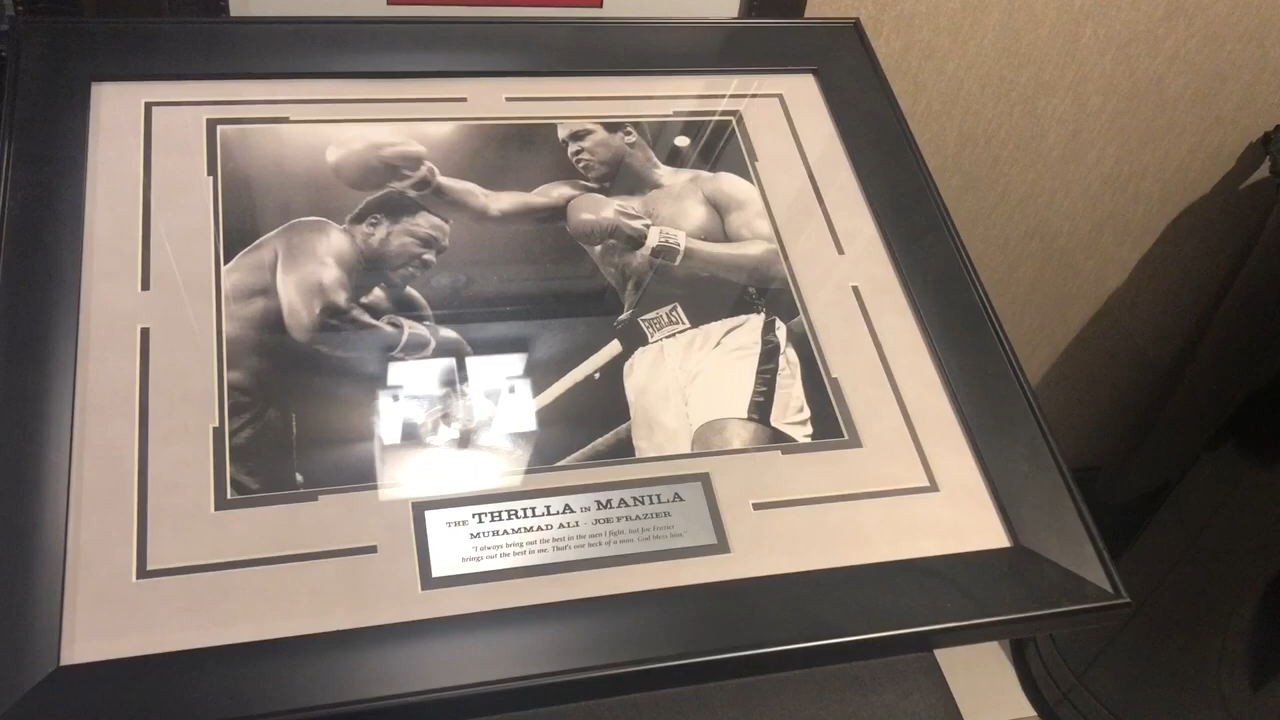 EVE
EVERLAST
THE THRILLA IN MANILA
MUHAMMAD ALI - JOE FRAZIER
"I always bring out the best in the men I fight, but Joe Frazier
brings out the best in me. That's one heck of a man. God bless him."